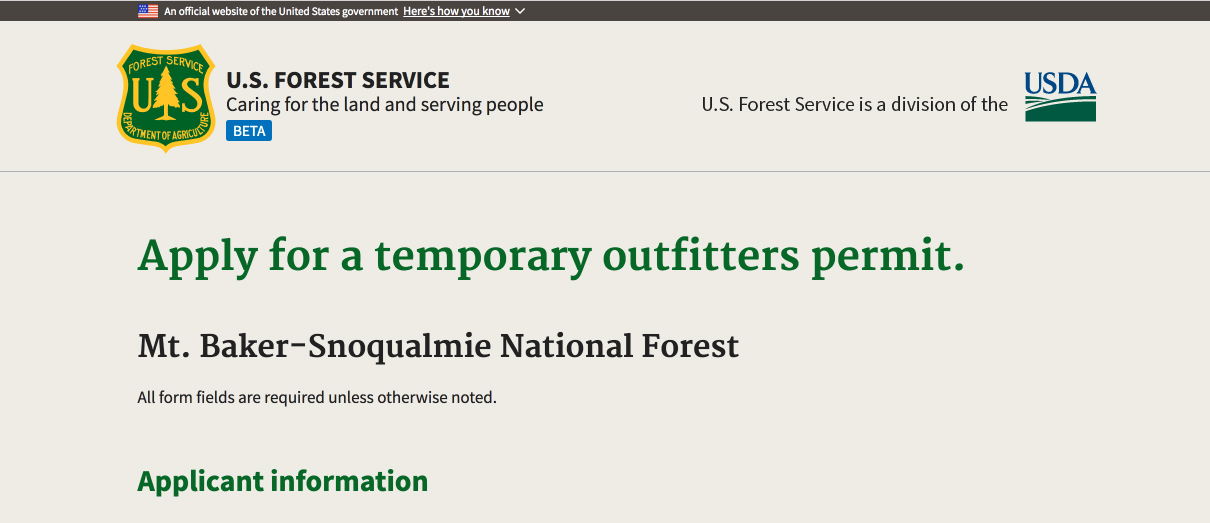 An official website of the United States government Here's how you know
FOREST SERVICE
US
DEPARTMENT OF AGRICULTURE
U.S. FOREST SERVICE
Caring for the land and serving people
BETA
U.S. Forest Service is a division of the
USDA
Apply for a temporary outfitters permit.
Mt. Baker-Snoqualmie National Forest
All form fields are required unless otherwise noted.
Applicant information